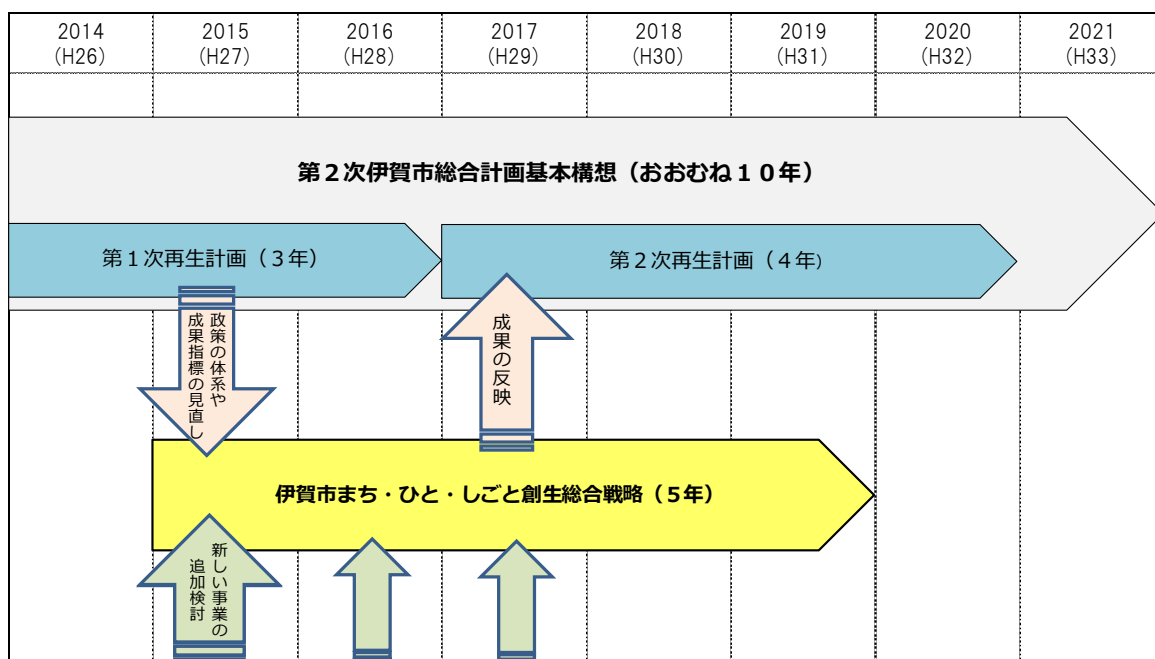 2014
(H26)
2015
(H27)
2016
(H28)
2017
(H29)
2018
(H30)
2019
(H31)
2020
(H32)
2021
(H33)
第２次伊賀市総合計画基本構想（おおむね１０年）
第１次再生計画（３年）
第２次再生計画（４年)
政策の体系や
成果指標の見直し
成果の反映
伊賀市まち・ひと・しごと創生総合戦略（５年）
新しい事業の
追加検討